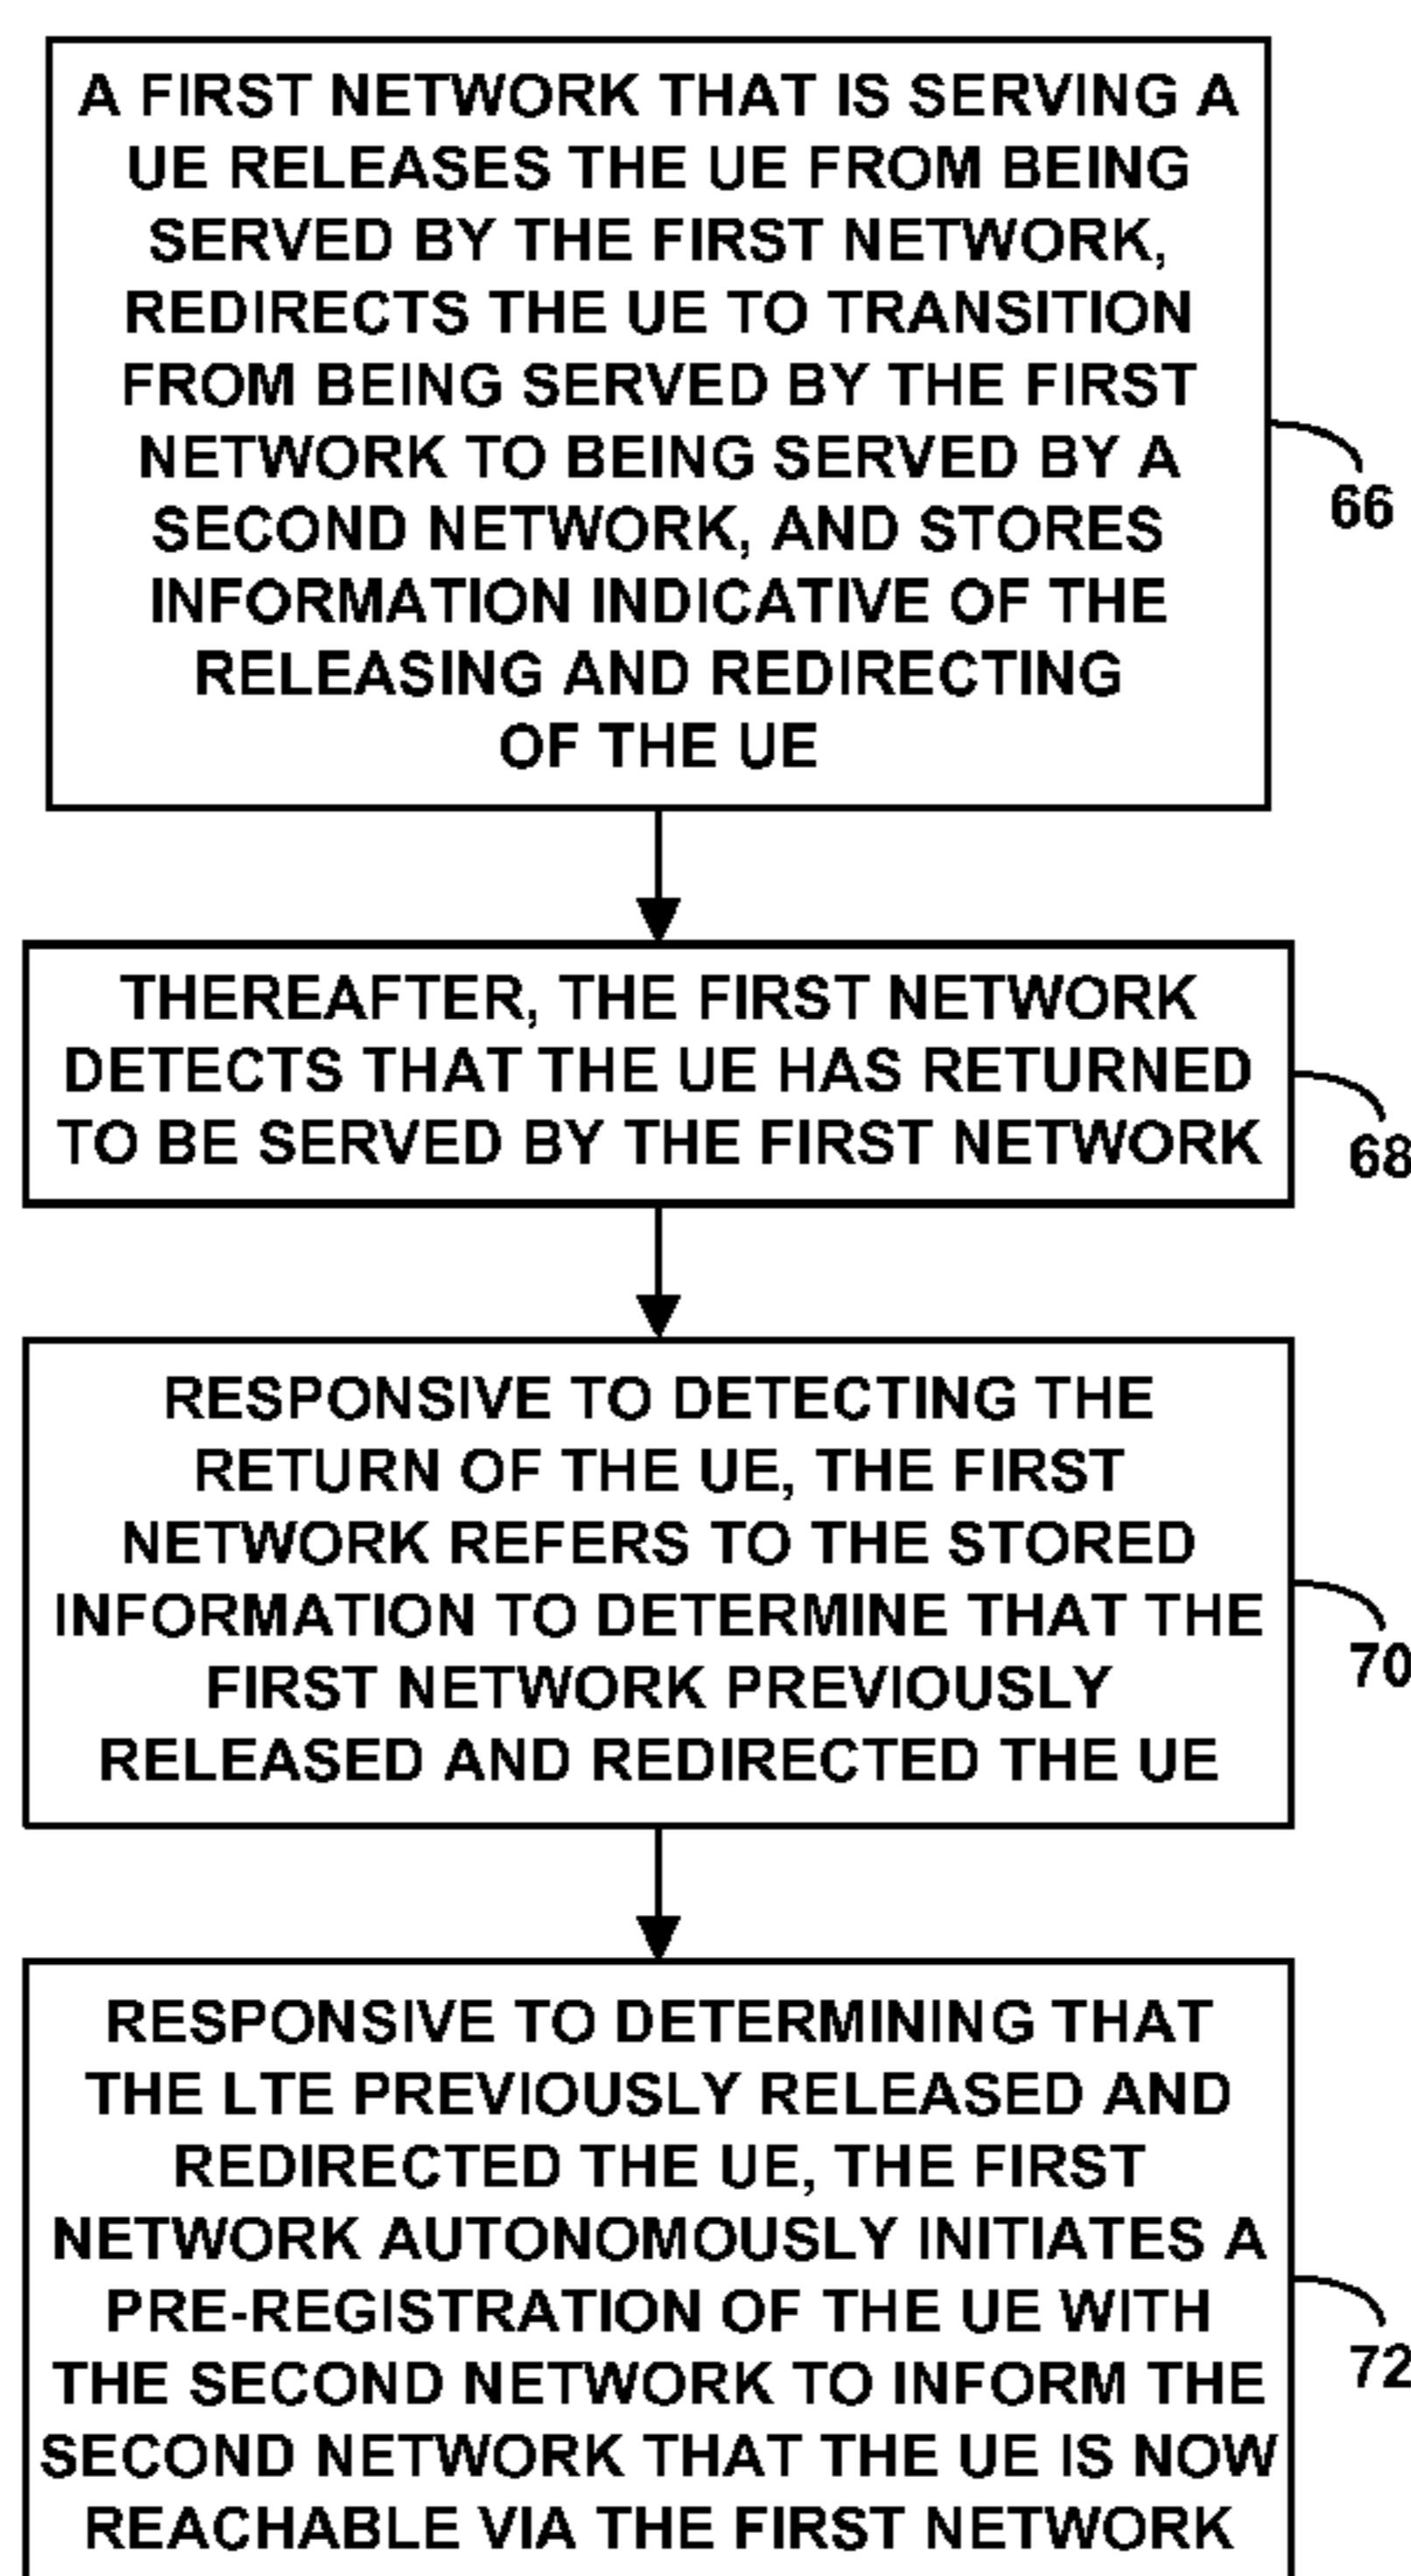 A FIRST NETWORK THAT IS SERVING A
UE RELEASES THE UE FROM BEING
SERVED BY THE FIRST NETWORK,
REDIRECTS THE UE TO TRANSITION
FROM BEING SERVED BY THE FIRST
NETWORK TO BEING SERVED BY A
SECOND NETWORK, AND STORES
INFORMATION INDICATIVE OF THE
RELEASING AND REDIRECTING
OF THE UE
66
THEREAFTER, THE FIRST NETWORK
DETECTS THAT THE UE HAS RETURNED
TO BE SERVED BY THE FIRST NETWORK
68
RESPONSIVE TO DETECTING THE
RETURN OF THE UE, THE FIRST
NETWORK REFERS TO THE STORED
INFORMATION TO DETERMINE THAT THE
FIRST NETWORK PREVIOUSLY
RELEASED AND REDIRECTED THE UE
70
RESPONSIVE TO DETERMINING THAT
THE LTE PREVIOUSLY RELEASED AND
REDIRECTED THE UE, THE FIRST
NETWORK AUTONOMOUSLY INITIATES A
PRE-REGISTRATION OF THE UE WITH
THE SECOND NETWORK TO INFORM THE
SECOND NETWORK THAT THE UE IS NOW
REACHABLE VIA THE FIRST NETWORK
72